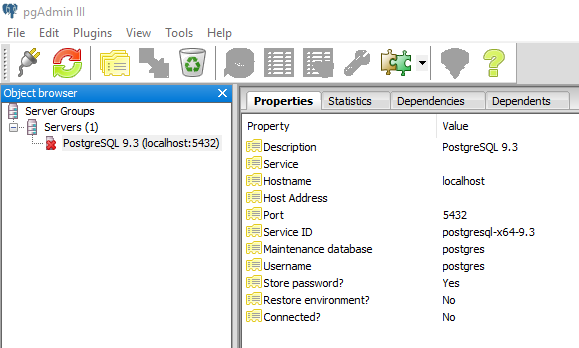 pgAdmin III
File Edit Plugins View Tools Help
Object browser
Server Groups
Servers (1)
PostgreSQL 9.3 (localhost:5432)
Properties Statistics Dependencies Dependents
Property Value
Description PostgreSQL 9.3
Service
Hostname localhost
Host Address
Port 5432
Service ID postgresql-x64-9.3
Maintenance database postgres
Username postgres
Store password? Yes
Restore environment? No
Connected? No